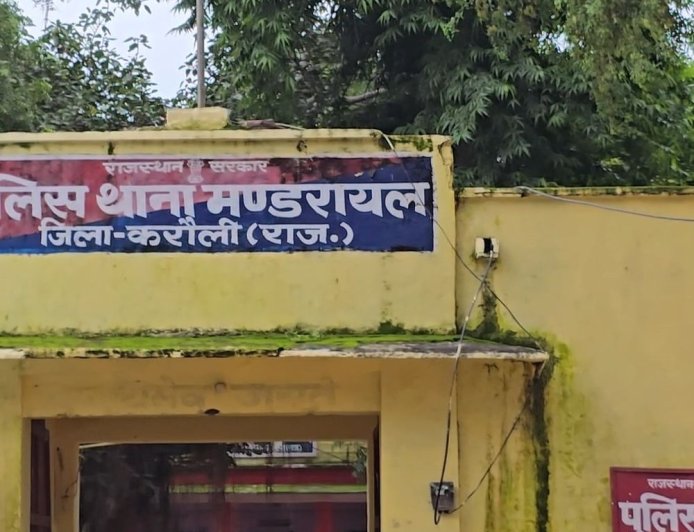 राजस्थान सरकार
लिस थाना मण्डरायल
जिला-करौली (राज.)
राजस्थान
पुलिस